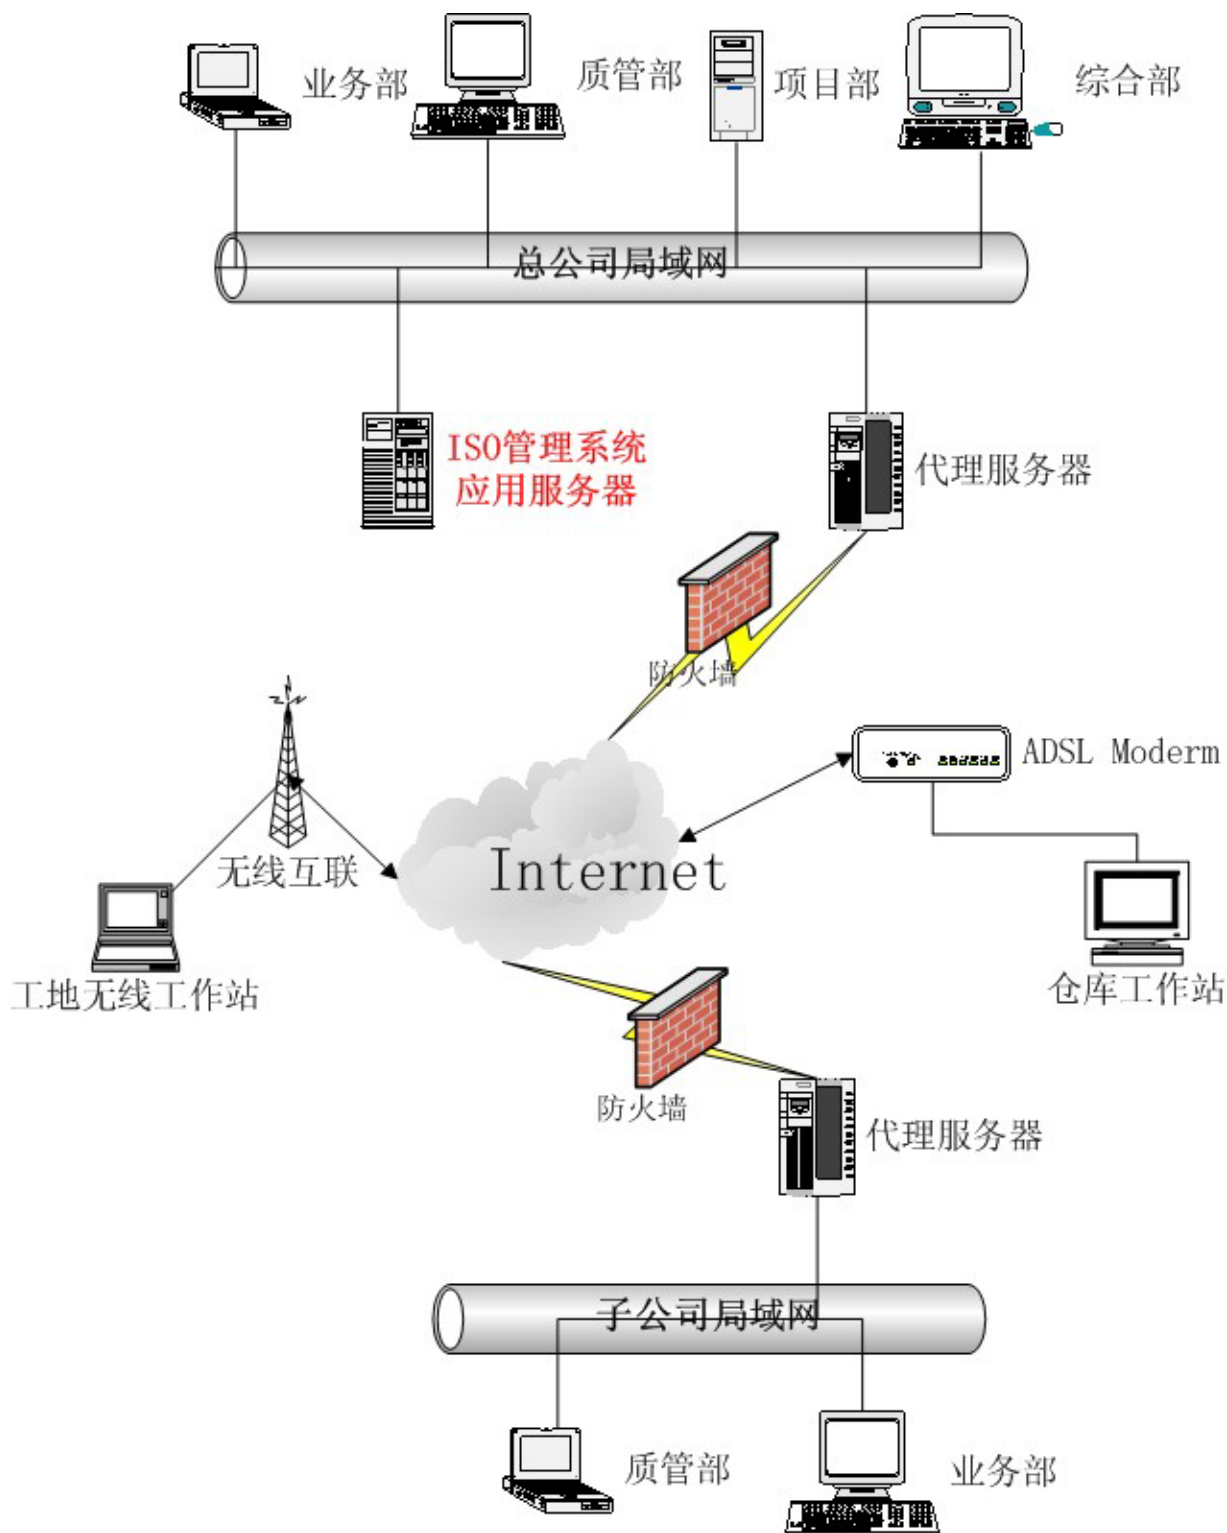 业务部
质管部
项目部
综合部
总公司局域网
ISO管理系统
应用服务器
代理服务器
防火墙
ADSL Moderm
无线互联
Internet
工地无线工作站
仓库工作站
防火墙
代理服务器
子公司局域网
质管部
业务部